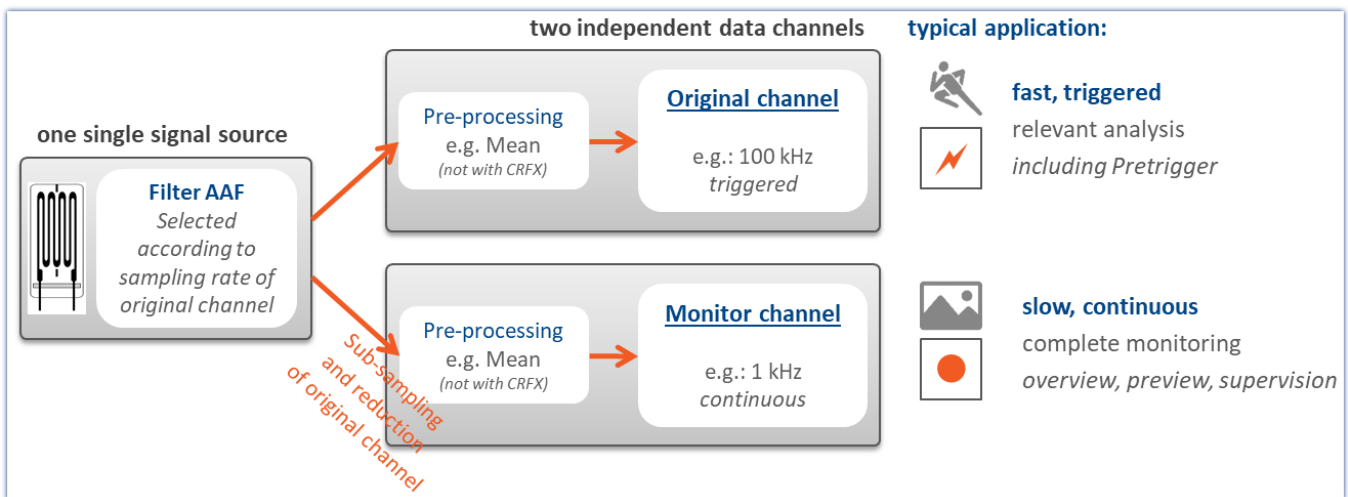 two independent data channels
typical application:
one single signal source
Filter AAF
Selected
according to
sampling rate of
original channel
Pre-processing
e.g. Mean
(not with CRFX)
Original channel
e.g.: 100 kHz
triggered
fast, triggered
relevant analysis
including Pretrigger
Sub-sampling
and reduction
of original channel
Pre-processing
e.g. Mean
(not with CRFX)
Monitor channel
e.g.: 1 kHz
continuous
slow, continuous
complete monitoring
overview, preview, supervision